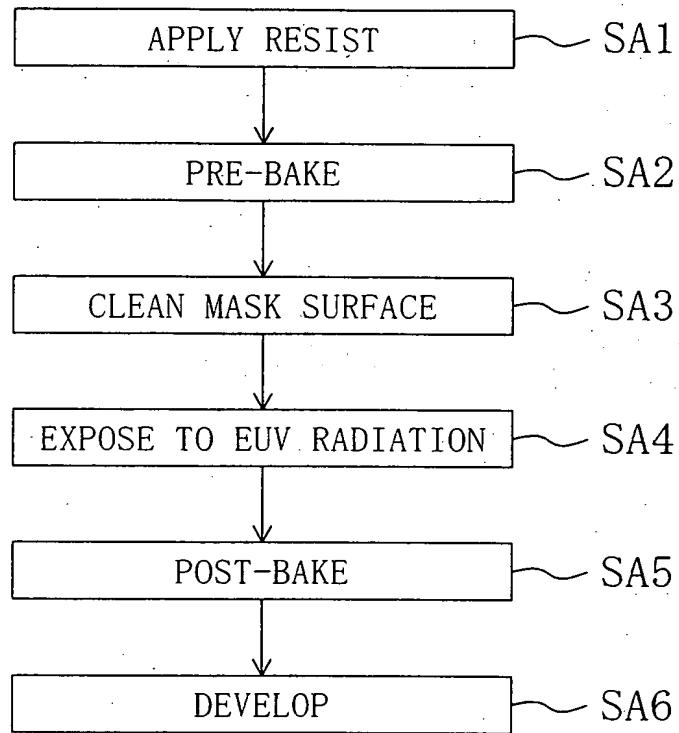 APPLY RESIST SA1
PRE-BAKE SA2
CLEAN MASK SURFACE SA3
EXPOSE TO EUV RADIATION SA4
POST-BAKE SA5
DEVELOP SA6